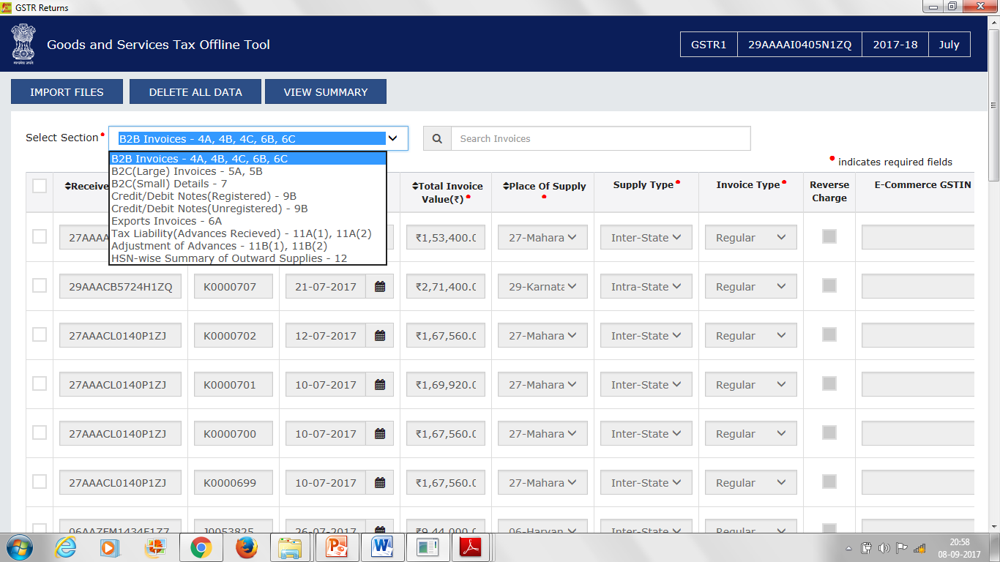 GSTR Returns
Goods and Services Tax Offline Tool
GSTR1 29AAAAI0405N1ZQ 2017-18 July
IMPORT FILES DELETE ALL DATA VIEW SUMMARY
Select Section• B2B Invoices - 4A, 4B, 4C, 6B, 6C Search Invoices
B2B Invoices - 4A, 4B, 4C, 6B, 6C
B2C(Large) Invoices - 5A, 5B
B2C(Small) Details - 7
Credit/Debit Notes(Registered) - 9B
Credit/Debit Notes(Unregistered) - 9B
Exports Invoices - 6A
Tax Liability(Advances Recieved) - 11A(1), 11A(2)
Adjustment of Advances - 11B(1), 11B(2)
HSN-wise Summary of Outward Supplies - 12
• indicates required fields
Receive Total Invoice Value(₹)• Place Of Supply• Supply Type• Invoice Type• Reverse Charge E-Commerce GSTIN
27AAAA ₹1,53,400.0 27-Mahara Inter-State Regular
29AAACB5724H1ZQ K0000707 21-07-2017 ₹2,71,400.0 29-Karnata Intra-State Regular
27AAACL0140P1ZJ K0000702 12-07-2017 ₹1,67,560.0 27-Mahara Inter-State Regular
27AAACL0140P1ZJ K0000701 10-07-2017 ₹1,69,920.0 27-Mahara Inter-State Regular
27AAACL0140P1ZJ K0000700 10-07-2017 ₹1,67,560.0 27-Mahara Inter-State Regular
27AAACL0140P1ZJ K0000699 10-07-2017 ₹1,67,560.0 27-Mahara Inter-State Regular
J0053825 26-07-2017 ₹9,44,000.0 06-Haryan Inter-State Regular
20:58
08-09-2017